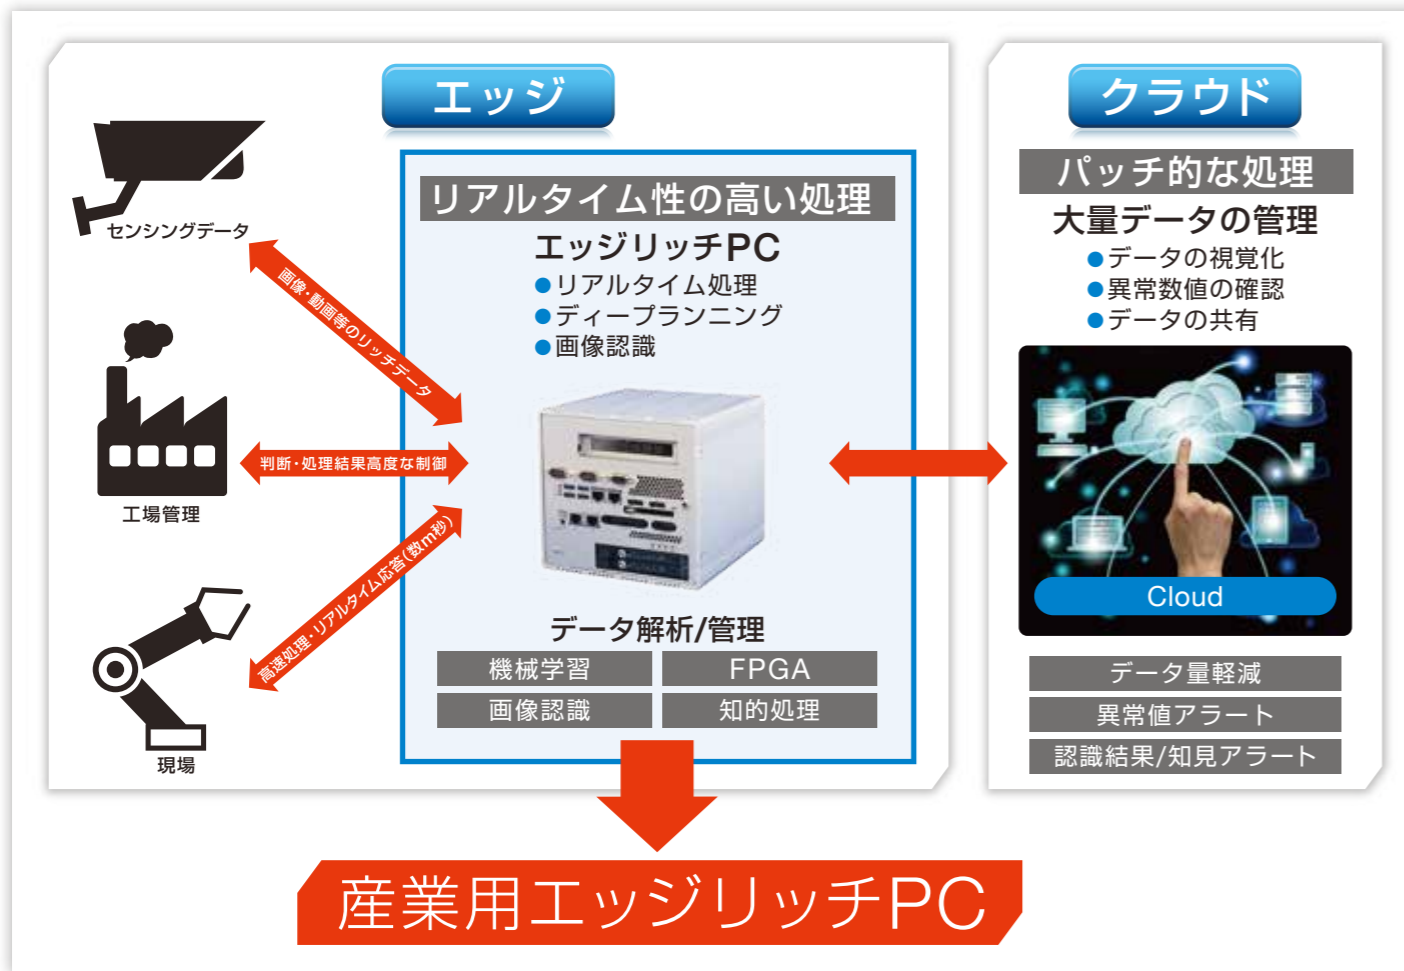 エッジ
センシングデータ
画像・動画等のリッチデータ
工場管理
判断・処理結果高度な制御
現場
高速処理・リアルタイム応答(数m秒)
リアルタイム性の高い処理
エッジリッチPC
●リアルタイム処理
●ディープランニング
●画像認識
データ解析/管理
機械学習
FPGA
画像認識
知的処理
クラウド
パッチ的な処理
大量データの管理
●データの視覚化
●異常数値の確認
●データの共有
Cloud
データ量軽減
異常値アラート
認識結果/知見アラート
産業用エッジリッチPC